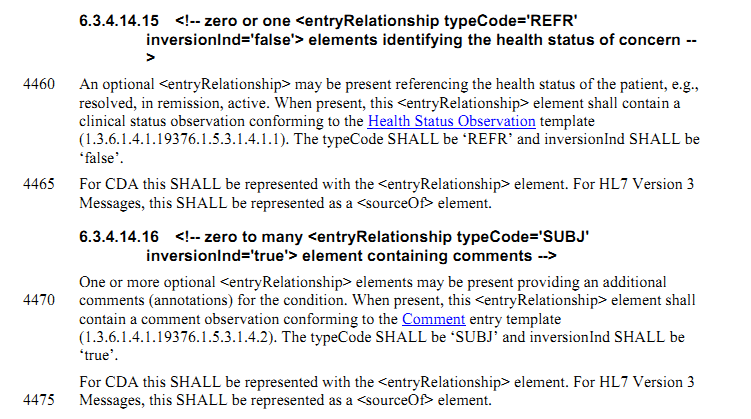 6.3.4.14.15 <!-- zero or one <entryRelationship typeCode='REFR'
inversionInd='false'> elements identifying the health status of concern --
>
4460 An optional <entryRelationship> may be present referencing the health status of the patient, e.g.,
resolved, in remission, active. When present, this <entryRelationship> element shall contain a
clinical status observation conforming to the Health Status Observation template
(1.3.6.1.4.1.19376.1.5.3.1.4.1.1). The typeCode SHALL be ‘REFR’ and inversionInd SHALL be
‘false’.
4465 For CDA this SHALL be represented with the <entryRelationship> element. For HL7 Version 3
Messages, this SHALL be represented as a <sourceOf> element.
6.3.4.14.16 <!-- zero to many <entryRelationship typeCode='SUBJ'
inversionInd='true'> element containing comments -->
One or more optional <entryRelationship> elements may be present providing an additional
4470 comments (annotations) for the condition. When present, this <entryRelationship> element shall
contain a comment observation conforming to the Comment entry template
(1.3.6.1.4.1.19376.1.5.3.1.4.2). The typeCode SHALL be ‘SUBJ’ and inversionInd SHALL be
‘true’.
For CDA this SHALL be represented with the <entryRelationship> element. For HL7 Version 3
4475 Messages, this SHALL be represented as a <sourceOf> element.